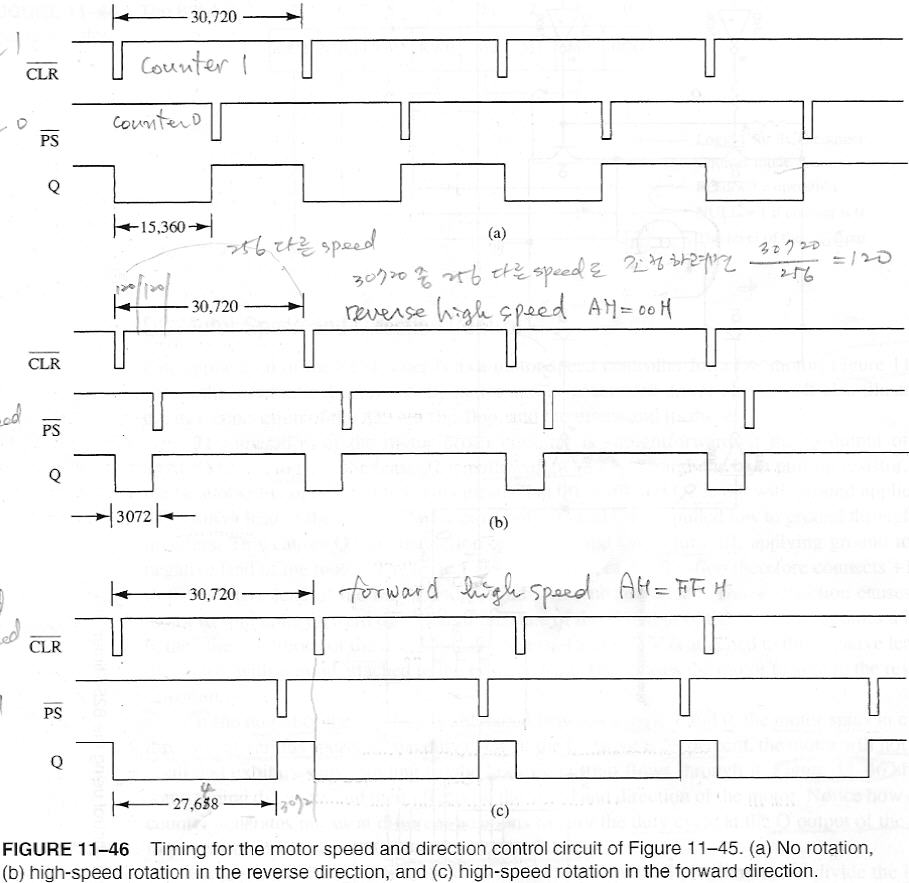 30,720
CLR
Counter 1
PS
Counter 0
Q
15,360
(a)
256 다른 speed
30720 중 256 다른 speed로 조정하려면 30720/256 = 120
120/120/
30,720
reverse high speed AH=00H
CLR
PS
Q
3072
(b)
30,720
forward high speed AH=FFH
CLR
PS
Q
27,658
4
3072
(c)
FIGURE 11–46 Timing for the motor speed and direction control circuit of Figure 11–45. (a) No rotation,
(b) high-speed rotation in the reverse direction, and (c) high-speed rotation in the forward direction.